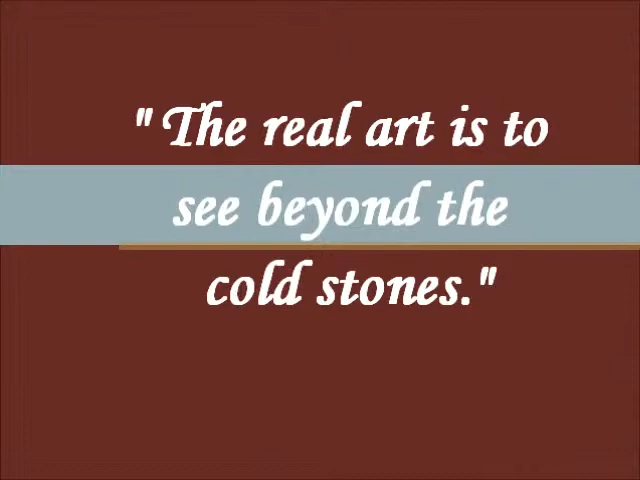 "The real art is to
see beyond the
cold stones."